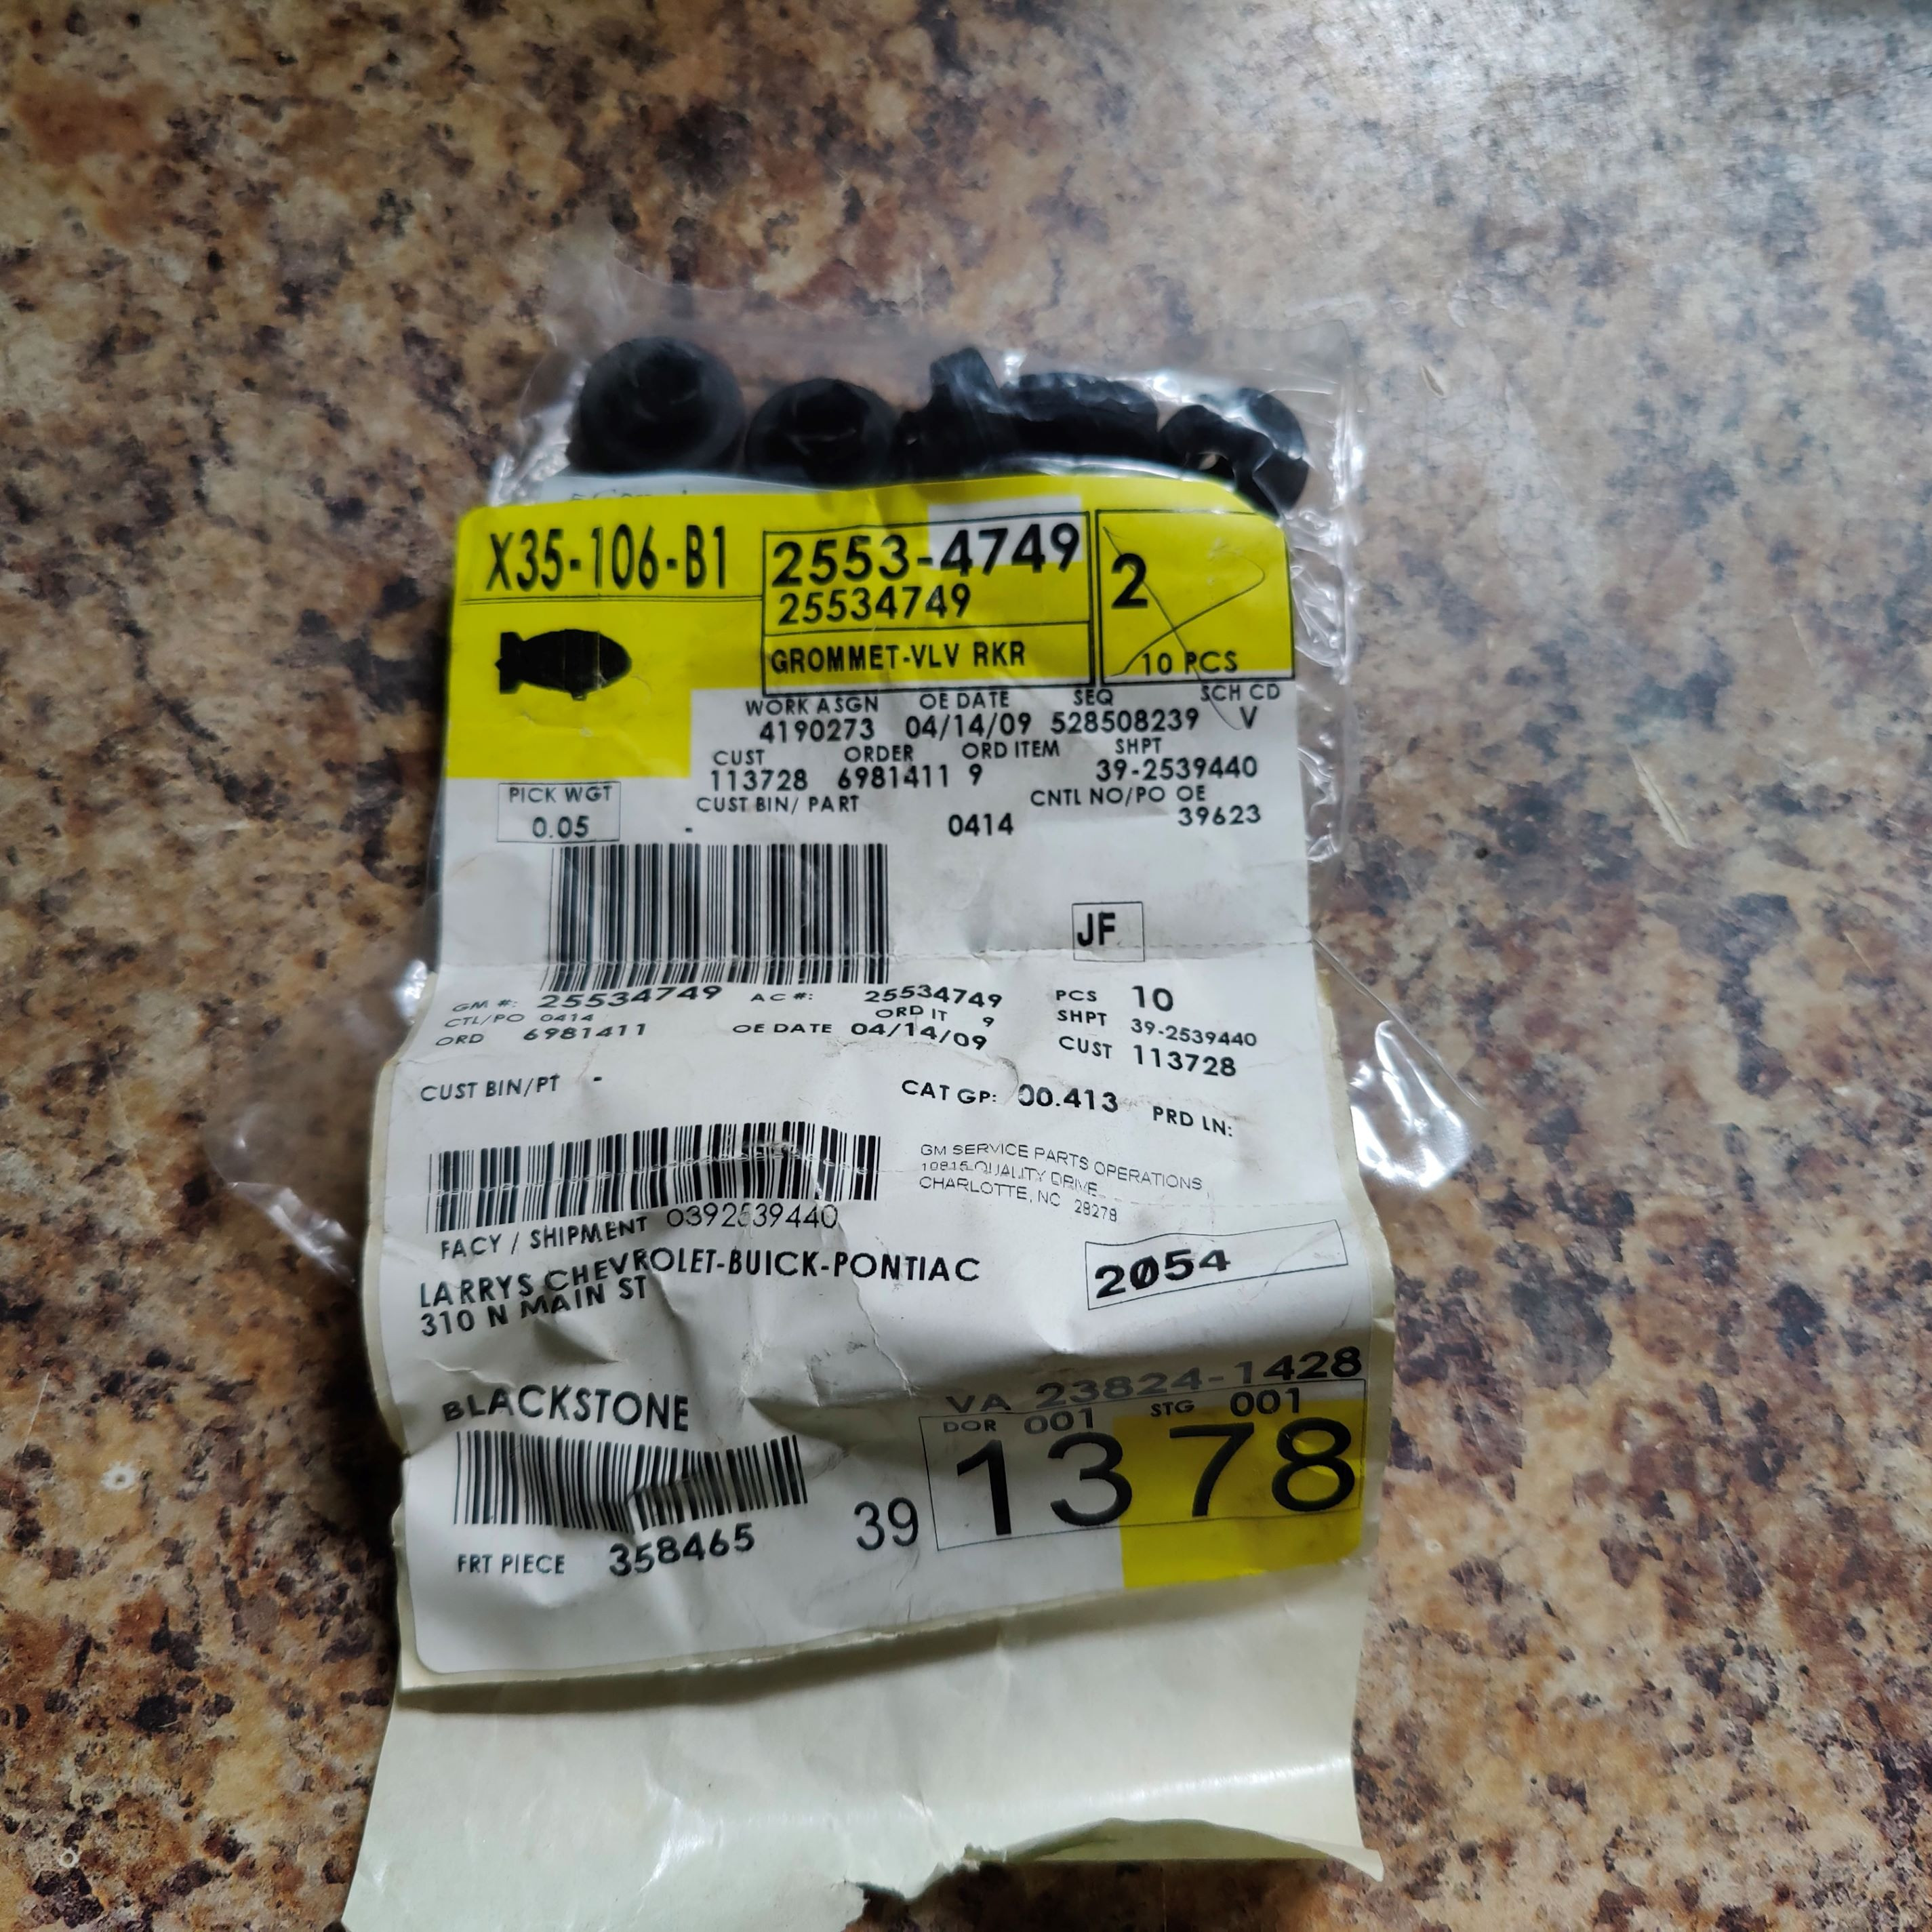 X35-106-B1
2553-4749
25534749
GROMMET-VLV RKR
2
10 PCS
WORK ASGN OE DATE SEQ SCH CD
4190273 04/14/09 528508239 V
CUST ORDER ORD ITEM SHPT
113728 6981411 9 39-2539440
PICK WGT
0.05
CUST BIN/ PART CNTL NO/PO OE
- 0414 39623
JF
GM #: 25534749 AC #: 25534749 PCS 10
CTL/PO 0414 ORD IT 9 SHPT 39-2539440
ORD 6981411 OE DATE 04/14/09 CUST 113728
CUST BIN/PT - CAT GP: 00.413 PRD LN:
GM SERVICE PARTS OPERATIONS
10815 QUALITY DRIVE
CHARLOTTE, NC 28278
FACY / SHIPMENT 0392539440
LARRYS CHEVROLET-BUICK-PONTIAC
310 N MAIN ST
2054
BLACKSTONE VA 23824-1428
DOR 001 STG 001
39 1378
FRT PIECE 358465